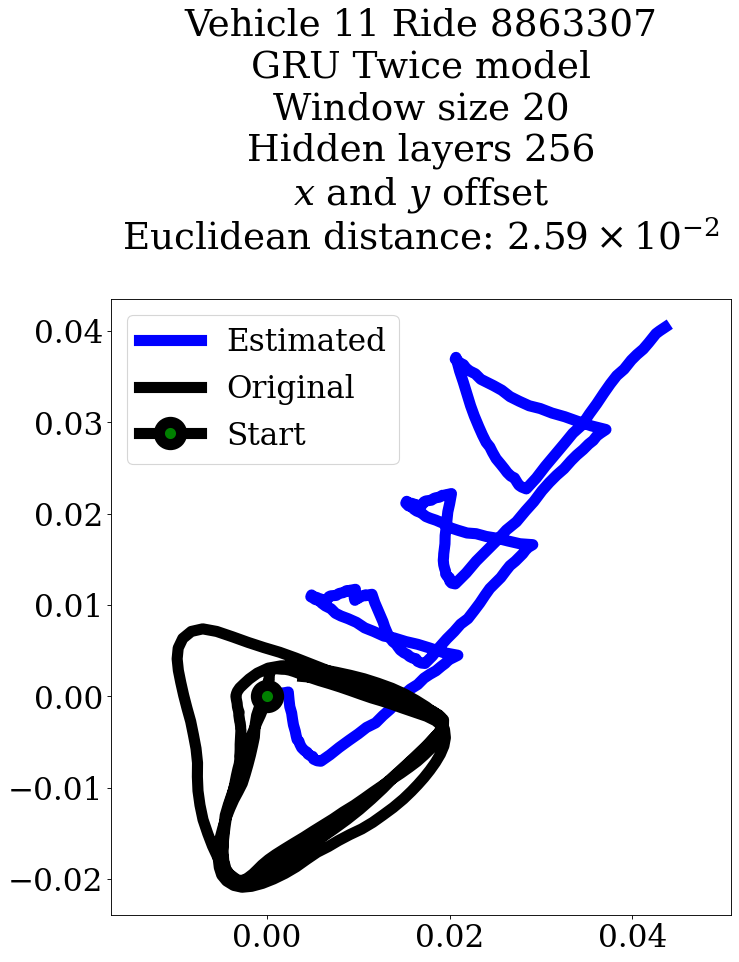 Vehicle 11 Ride 8863307
GRU Twice model
Window size 20
Hidden layers 256
x and y offset
Euclidean distance: 2.59 × 10⁻²
Estimated
Original
Start
0.04
0.03
0.02
0.01
0.00
−0.01
−0.02
0.00 0.02 0.04